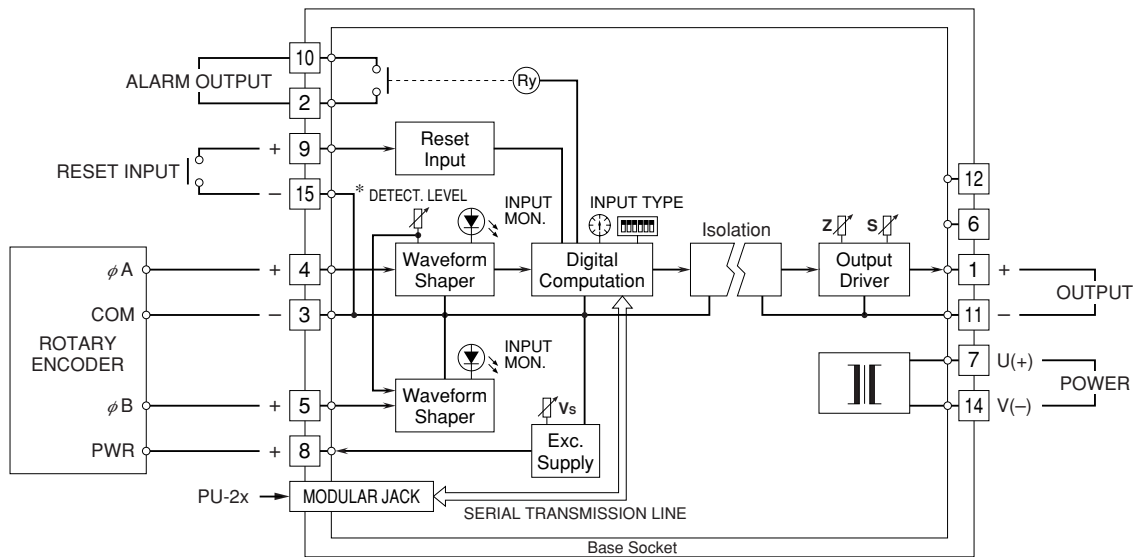 10
ALARM OUTPUT
2
Ry
RESET INPUT
+ 9
− 15
Reset
Input
* DETECT. LEVEL
INPUT
MON.
INPUT TYPE
Isolation
Z
S
12
6
ROTARY
ENCODER
φA
+ 4
Waveform
Shaper
Digital
Computation
Output
Driver
1 +
OUTPUT
COM
− 3
11 −
INPUT
MON.
φB
+ 5
Waveform
Shaper
7 U(+)
POWER
14 V(−)
PWR
+ 8
Vs
Exc.
Supply
PU-2x
MODULAR JACK
SERIAL TRANSMISSION LINE
Base Socket